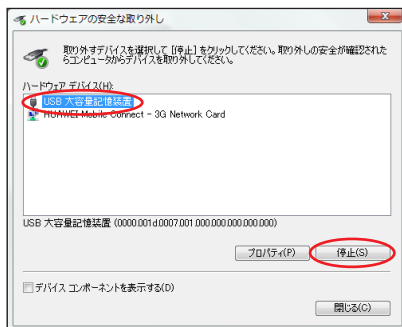 ハードウェアの安全な取り外し
取り外すデバイスを選択して [停止] をクリックしてください。取り外しの安全が確認された
らコンピュータからデバイスを取り外してください。
ハードウェア デバイス(H):
USB 大容量記憶装置
HUAWEI Mobile Connect - 3G Network Card
USB 大容量記憶装置 (0000.001d.0007.001.000.000.000.000.000)
プロパティ(P)
停止(S)
デバイス コンポーネントを表示する(D)
閉じる(C)